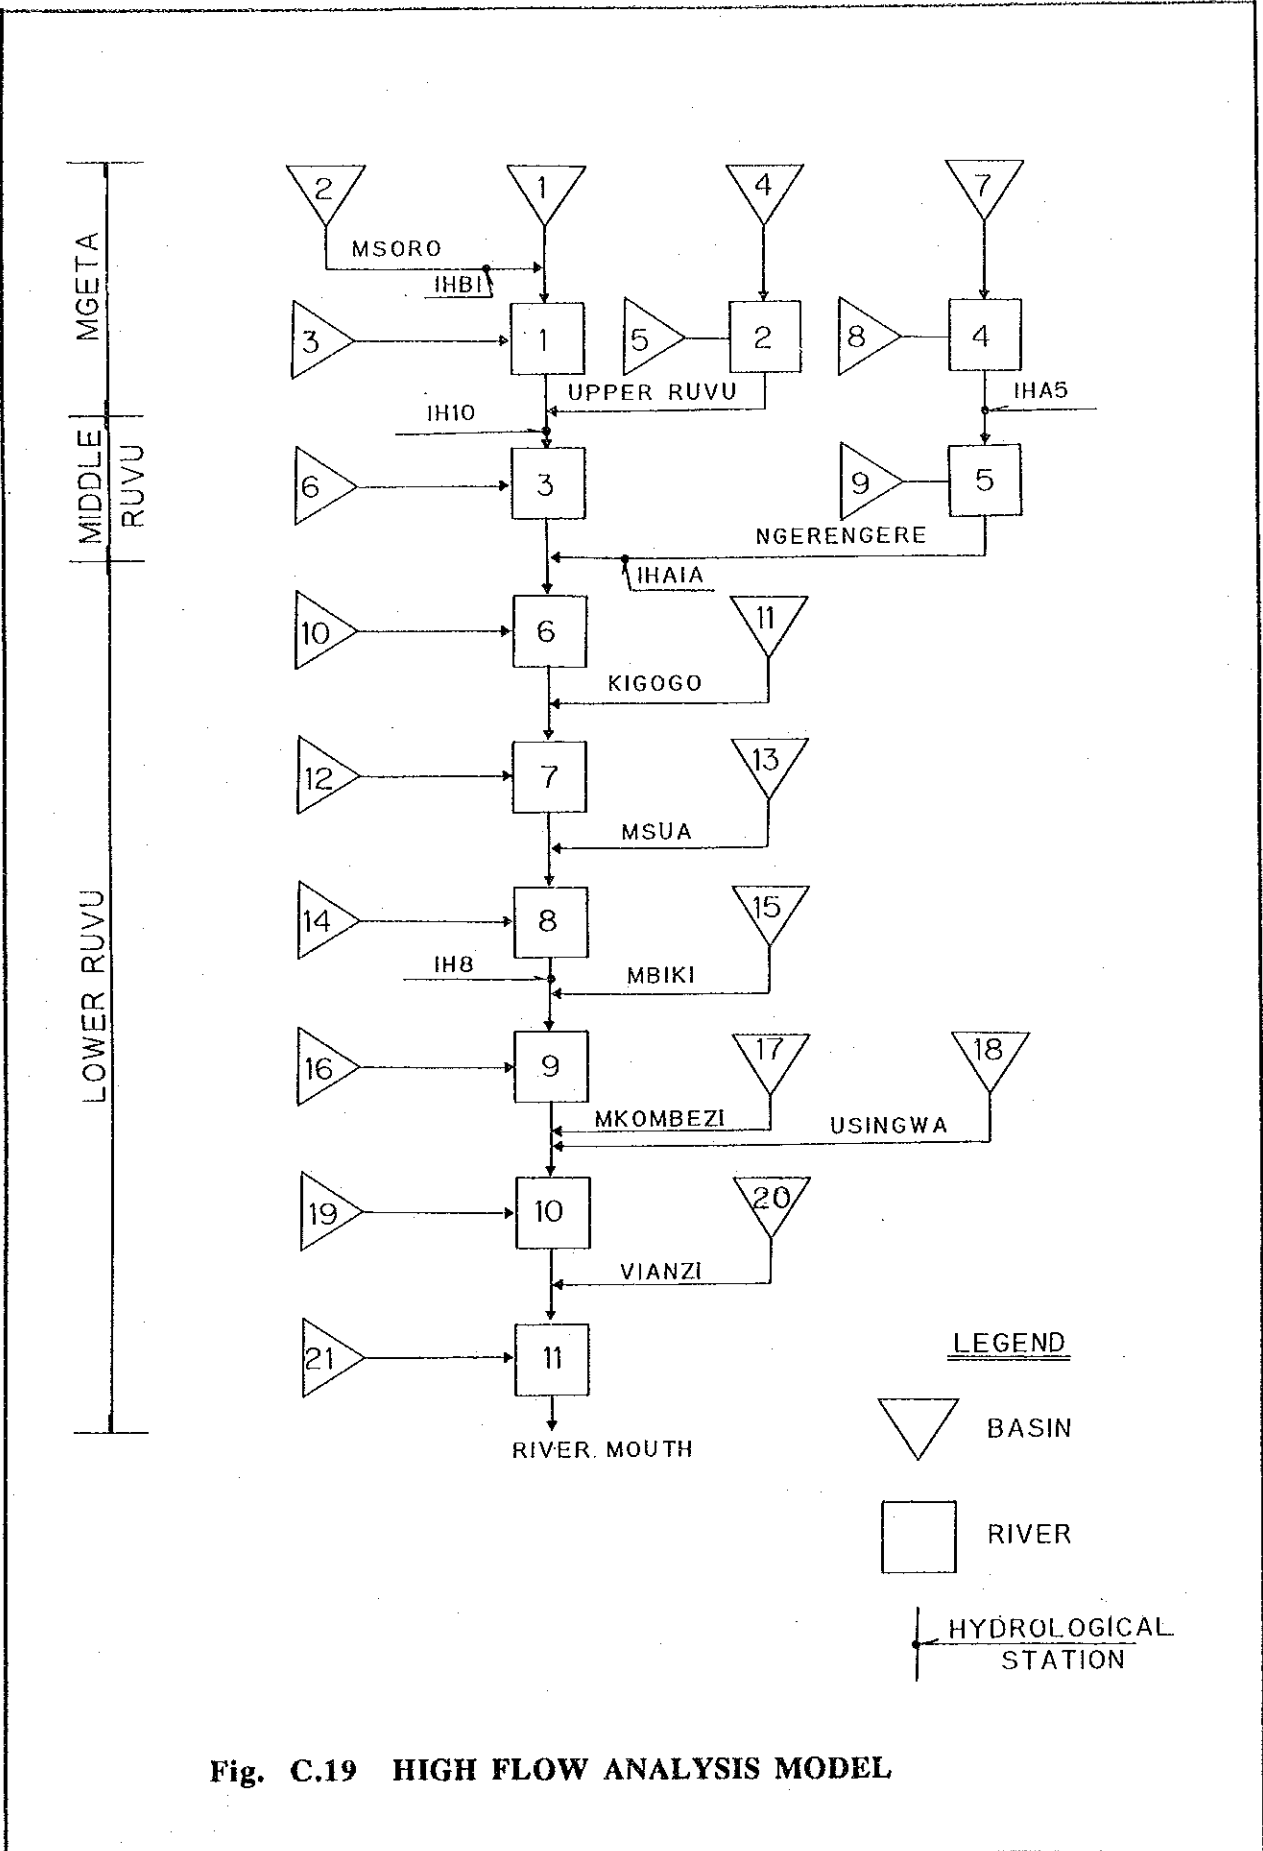 2
1
4
7
MSORO
IHB1
MGETA
3
1
5
2
8
4
UPPER RUVU
IHA5
IH10
MIDDLE
RUVU
6
3
9
5
NGERENGERE
IHA1A
10
6
11
KIGOGO
12
7
13
MSUA
LOWER RUVU
14
8
15
IH8
MBIKI
16
9
17
18
MKOMBEZI
USINGWA
19
10
20
VIANZI
21
11
RIVER MOUTH
LEGEND
BASIN
RIVER
HYDROLOGICAL
STATION
Fig. C.19 HIGH FLOW ANALYSIS MODEL